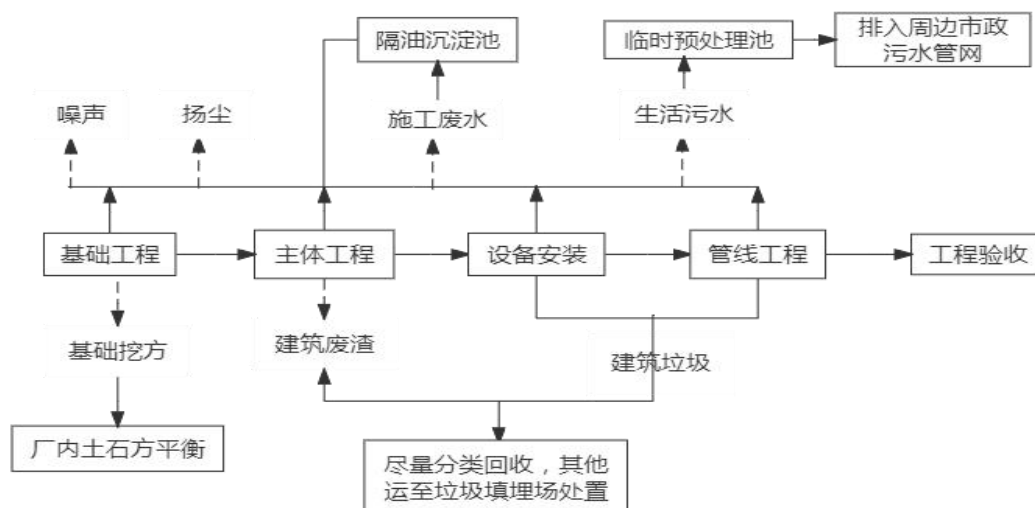 隔油沉淀池
临时预处理池
排入周边市政
污水管网
噪声
扬尘
施工废水
生活污水
基础工程
主体工程
设备安装
管线工程
工程验收
基础挖方
建筑废渣
建筑垃圾
厂内土石方平衡
尽量分类回收，其他
运至垃圾填埋场处置